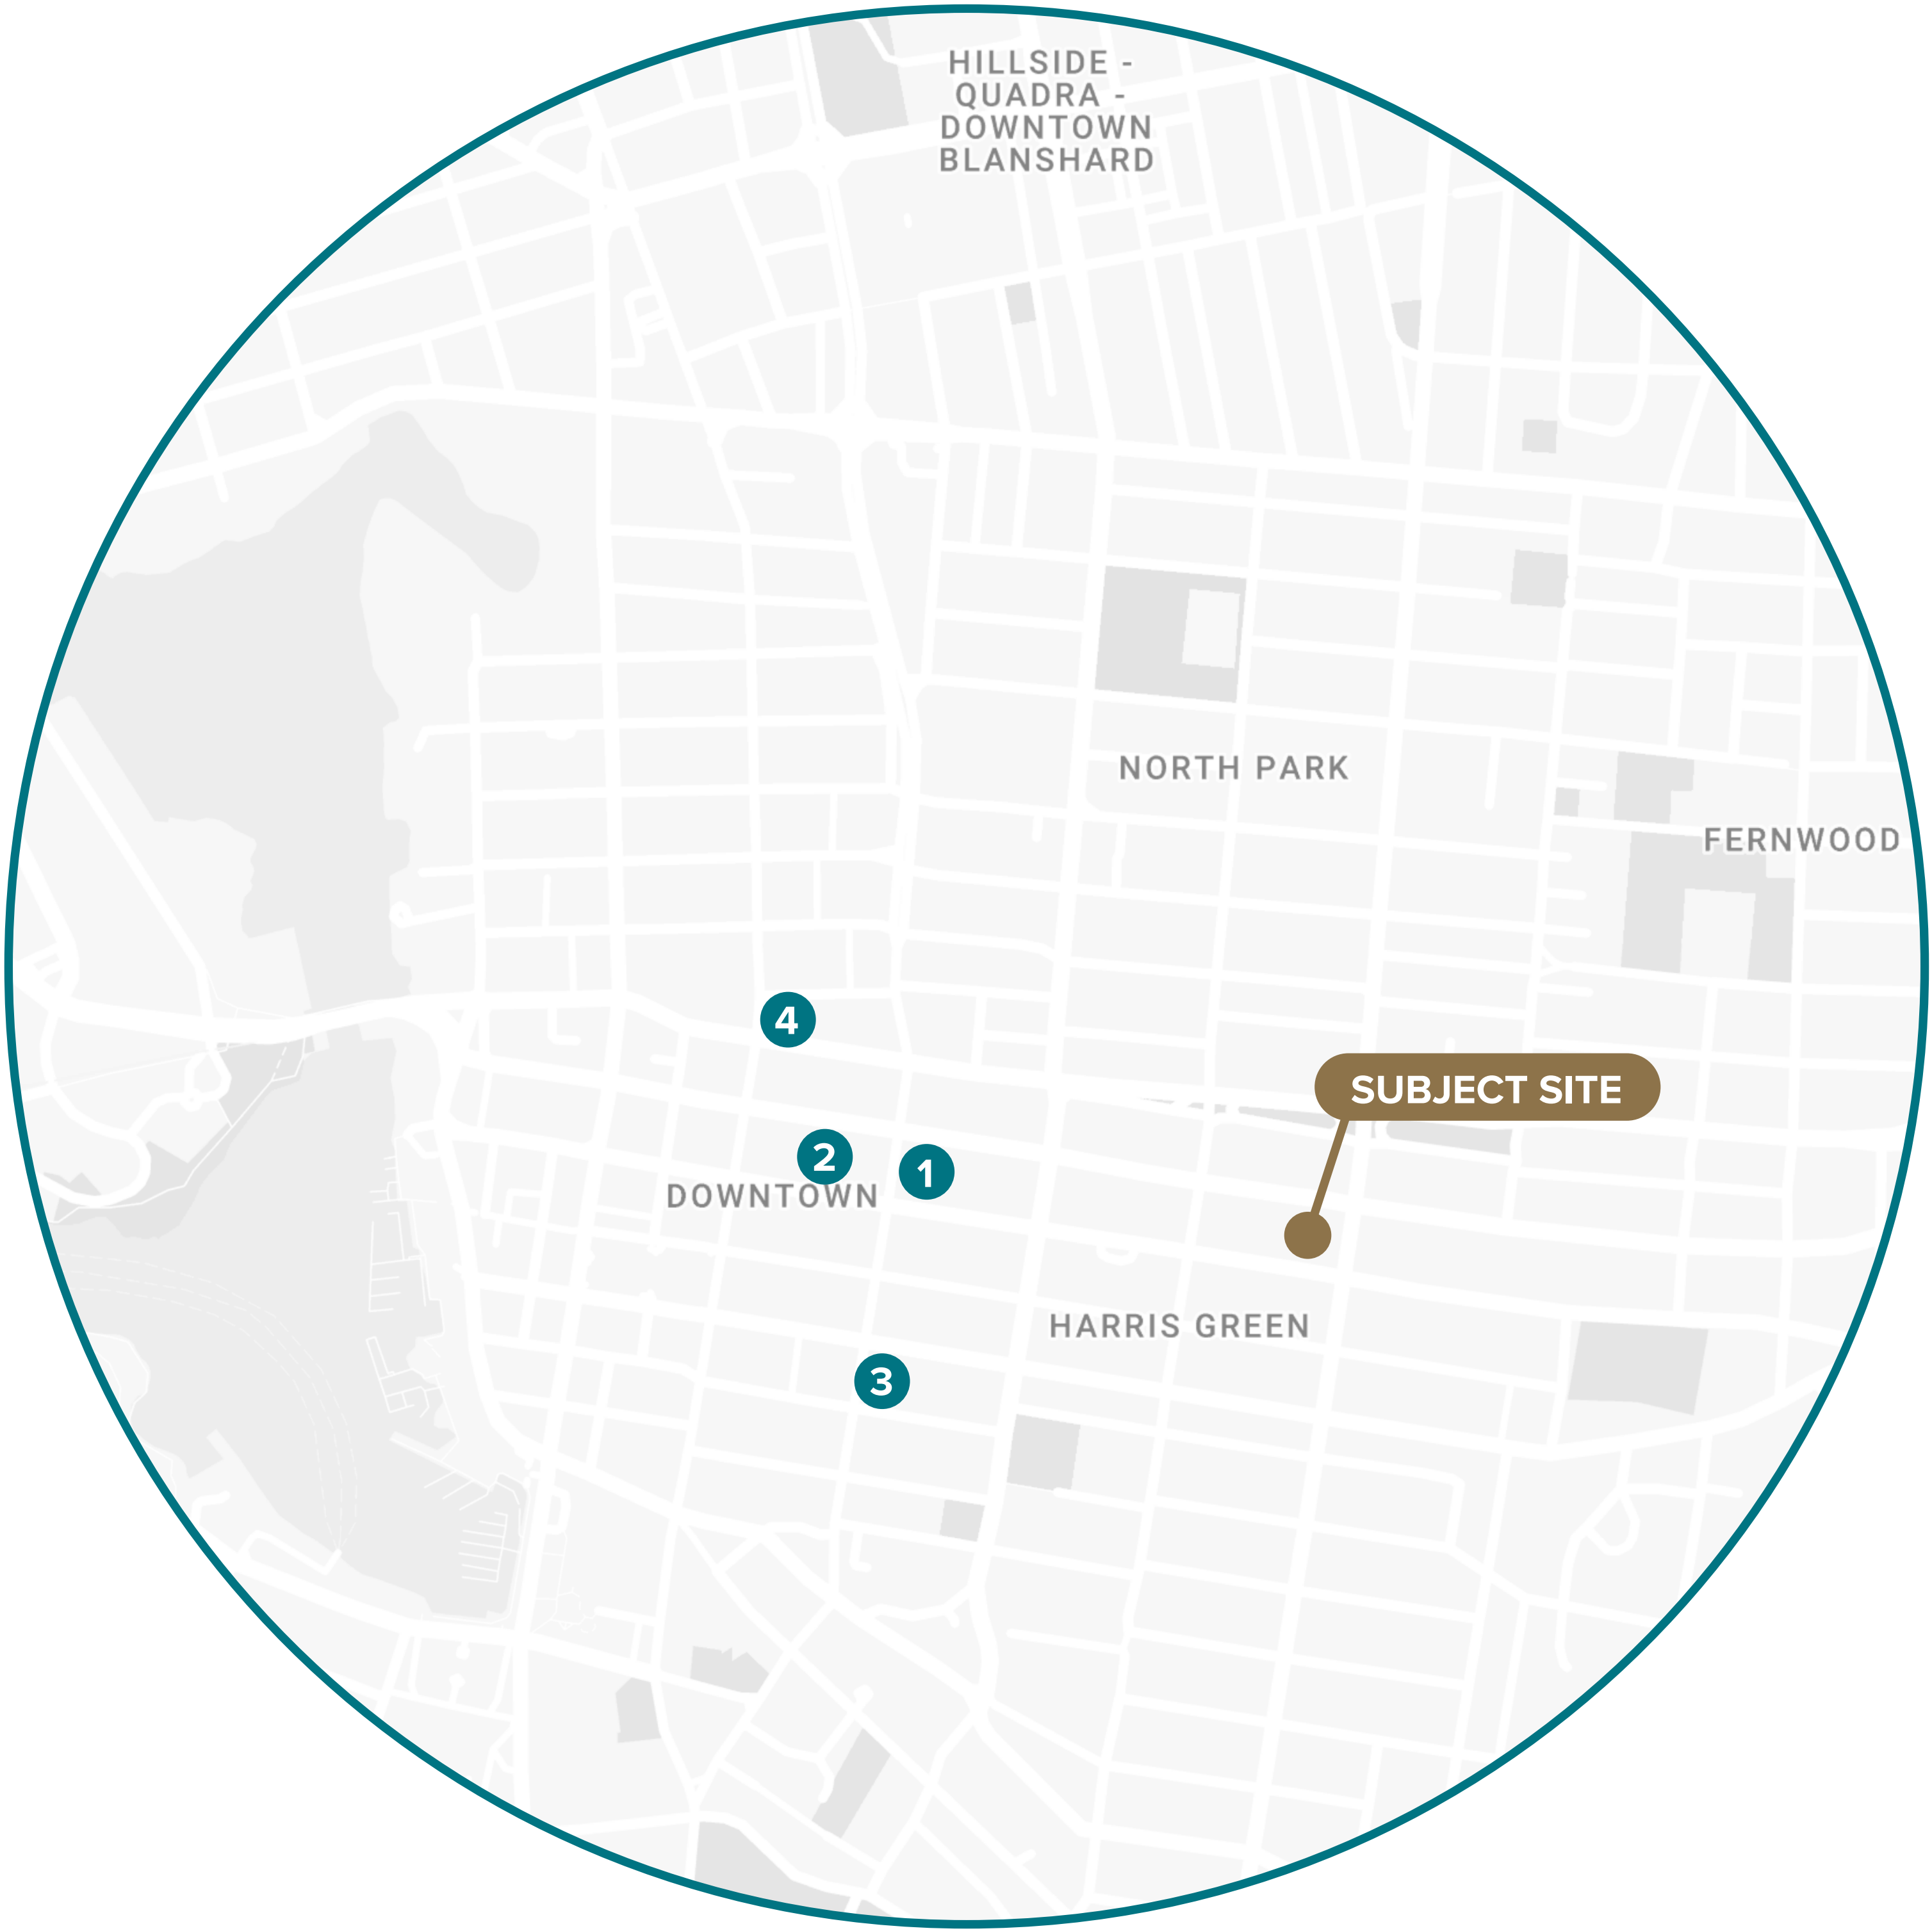 HILLSIDE -
QUADRA -
DOWNTOWN
BLANSHARD
NORTH PARK
FERNWOOD
4
SUBJECT SITE
2
1
DOWNTOWN
HARRIS GREEN
3